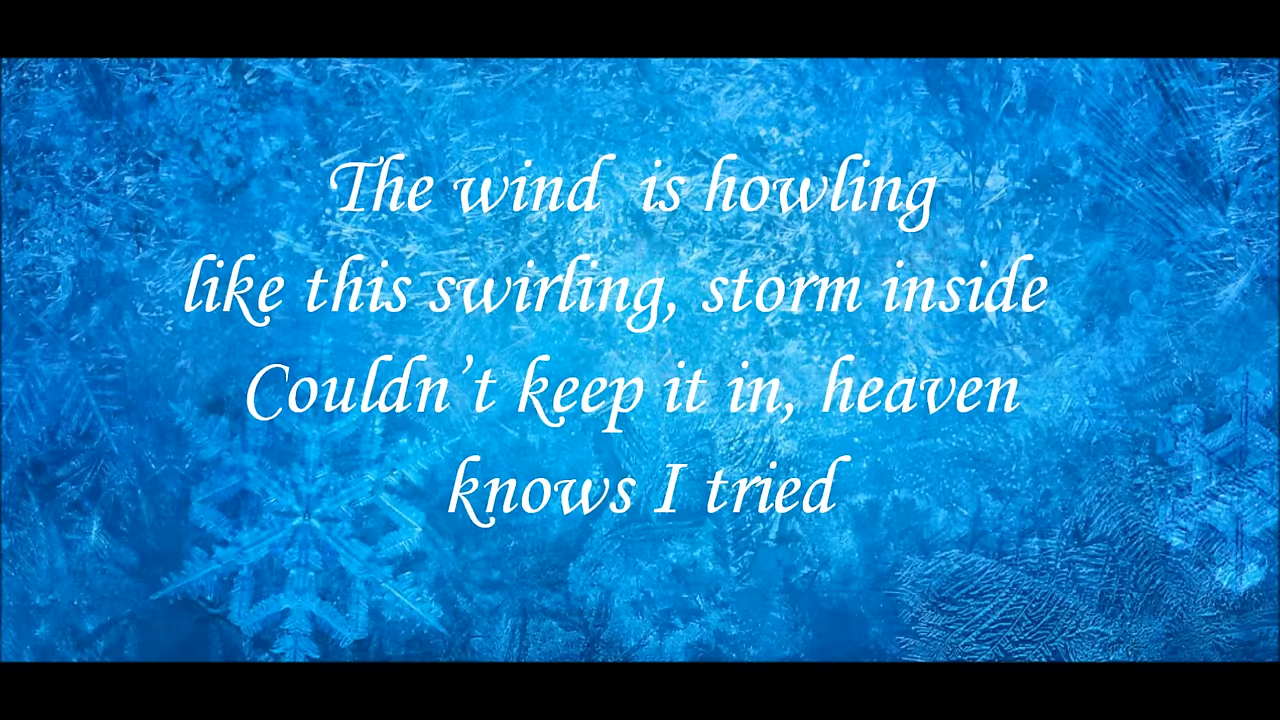 The wind  is howling
like this swirling, storm inside
Couldn’t keep it in, heaven
knows I tried